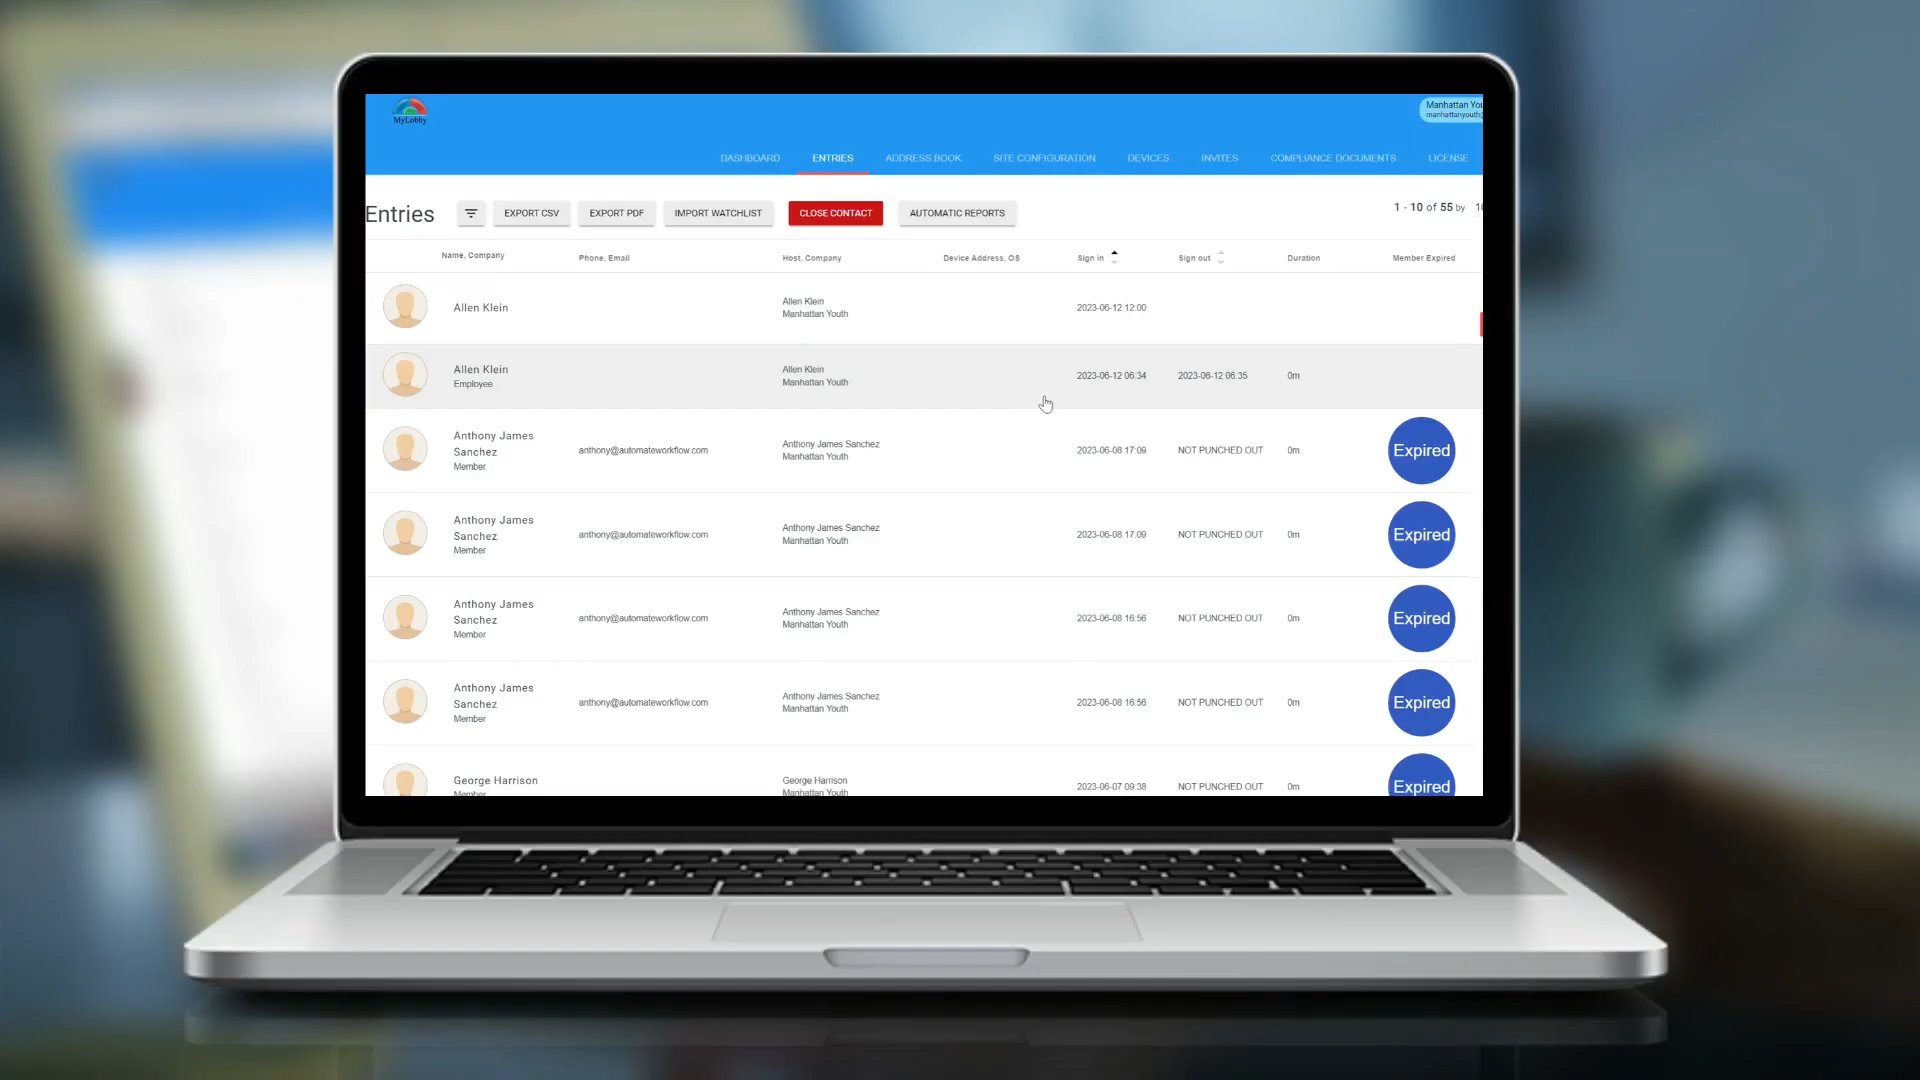 MyLobby
Manhattan You
manhattanyouth@
DASHBOARD ENTRIES ADDRESS BOOK SITE CONFIGURATION DEVICES INVITES COMPLIANCE DOCUMENTS LICENSE
Entries EXPORT CSV EXPORT PDF IMPORT WATCHLIST CLOSE CONTACT AUTOMATIC REPORTS 1 - 10 of 55 by 10
Name, Company Phone, Email Host, Company Device Address, OS Sign in Sign out Duration Member Expired
Allen Klein
Allen Klein
Manhattan Youth
2023-06-12 12:00
Allen Klein
Employee
Allen Klein
Manhattan Youth
2023-06-12 06:34 2023-06-12 06:35 0m
Anthony James
Sanchez
Member
anthony@automateworkflow.com
Anthony James Sanchez
Manhattan Youth
2023-06-08 17:09 NOT PUNCHED OUT 0m Expired
Anthony James
Sanchez
Member
anthony@automateworkflow.com
Anthony James Sanchez
Manhattan Youth
2023-06-08 17:09 NOT PUNCHED OUT 0m Expired
Anthony James
Sanchez
Member
anthony@automateworkflow.com
Anthony James Sanchez
Manhattan Youth
2023-06-08 16:56 NOT PUNCHED OUT 0m Expired
Anthony James
Sanchez
Member
anthony@automateworkflow.com
Anthony James Sanchez
Manhattan Youth
2023-06-08 16:56 NOT PUNCHED OUT 0m Expired
George Harrison
Member
George Harrison
Manhattan Youth
2023-06-07 09:38 NOT PUNCHED OUT 0m Expired